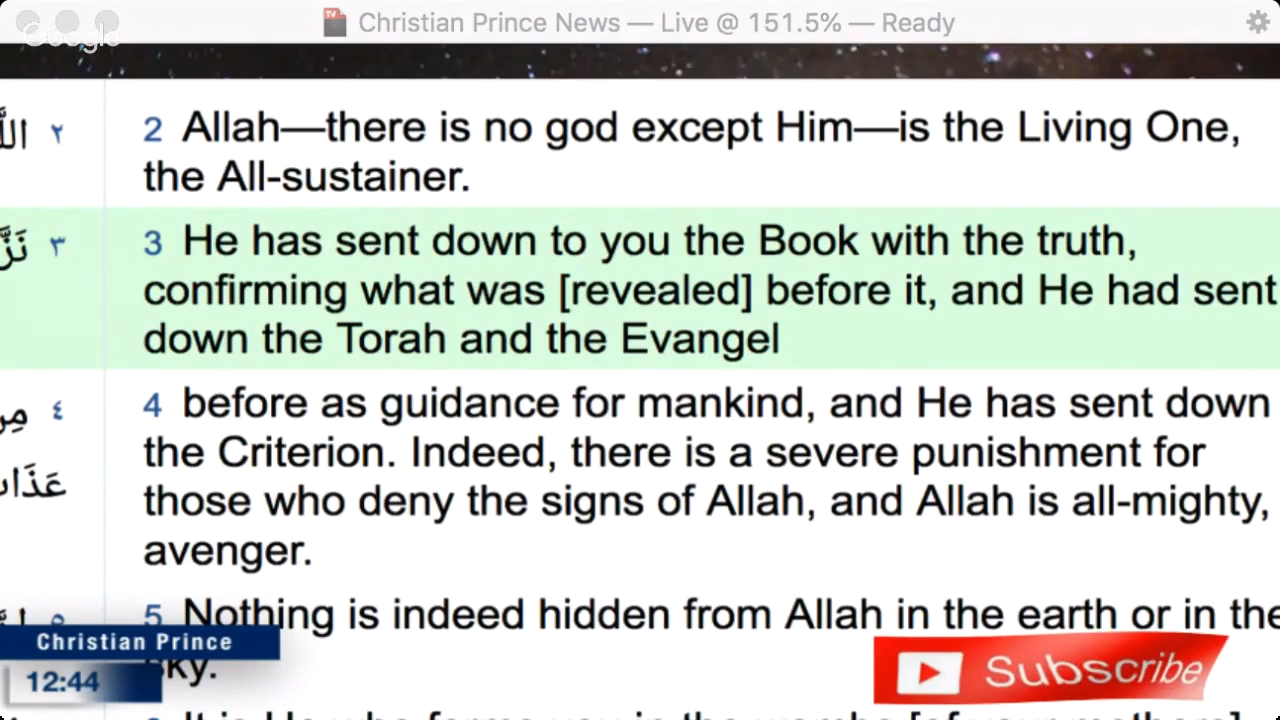 Christian Prince News — Live @ 151.5% — Ready
Google
٢
2 Allah—there is no god except Him—is the Living One,
the All-sustainer.
٣
3 He has sent down to you the Book with the truth,
confirming what was [revealed] before it, and He had sent
down the Torah and the Evangel
٤
4 before as guidance for mankind, and He has sent down
the Criterion. Indeed, there is a severe punishment for
those who deny the signs of Allah, and Allah is all-mighty,
avenger.
5 Nothing is indeed hidden from Allah in the earth or in the
sky.
Christian Prince
12:44
Subscribe